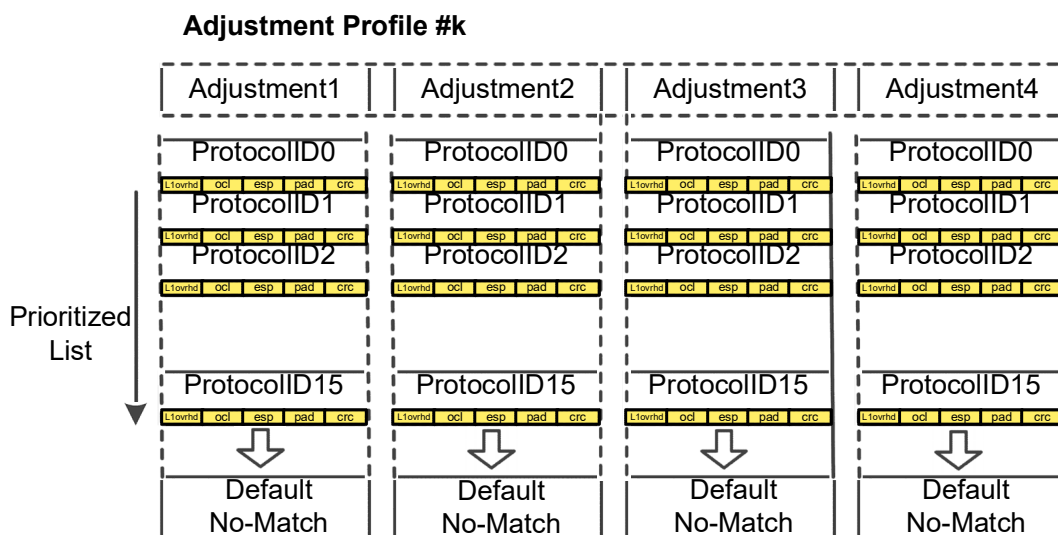 Adjustment Profile #k
Adjustment1 Adjustment2 Adjustment3 Adjustment4
ProtocolID0 ProtocolID0 ProtocolID0 ProtocolID0
L1ovrhd ocl esp pad crc L1ovrhd ocl esp pad crc L1ovrhd ocl esp pad crc L1ovrhd ocl esp pad crc
ProtocolID1 ProtocolID1 ProtocolID1 ProtocolID1
L1ovrhd ocl esp pad crc L1ovrhd ocl esp pad crc L1ovrhd ocl esp pad crc L1ovrhd ocl esp pad crc
ProtocolID2 ProtocolID2 ProtocolID2 ProtocolID2
L1ovrhd ocl esp pad crc L1ovrhd ocl esp pad crc L1ovrhd ocl esp pad crc L1ovrhd ocl esp pad crc
Prioritized
List
ProtocolID15 ProtocolID15 ProtocolID15 ProtocolID15
L1ovrhd ocl esp pad crc L1ovrhd ocl esp pad crc L1ovrhd ocl esp pad crc L1ovrhd ocl esp pad crc
Default Default Default Default
No-Match No-Match No-Match No-Match